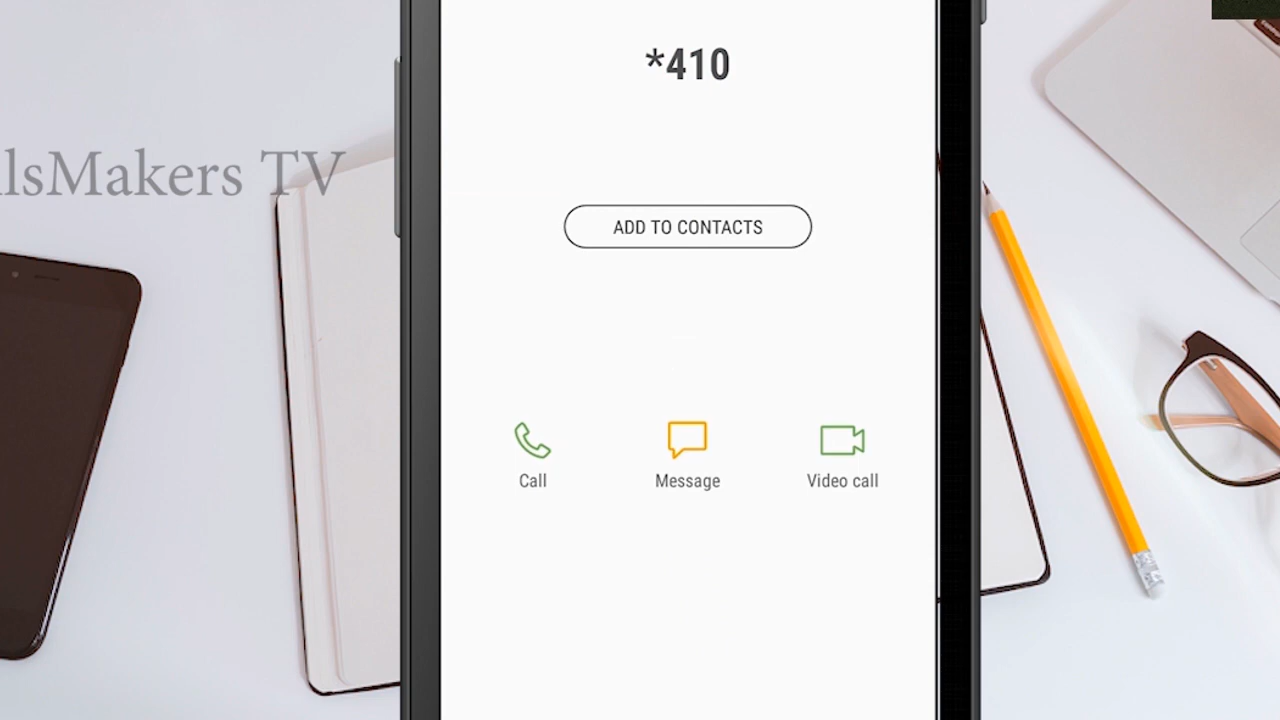 *410
lsMakers TV
ADD TO CONTACTS
Call
Message
Video call